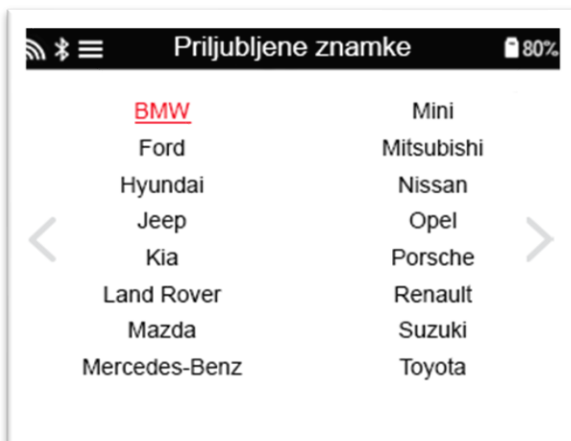 Priljubljene znamke
80%
BMW
Ford
Hyundai
Jeep
Kia
Land Rover
Mazda
Mercedes-Benz
Mini
Mitsubishi
Nissan
Opel
Porsche
Renault
Suzuki
Toyota